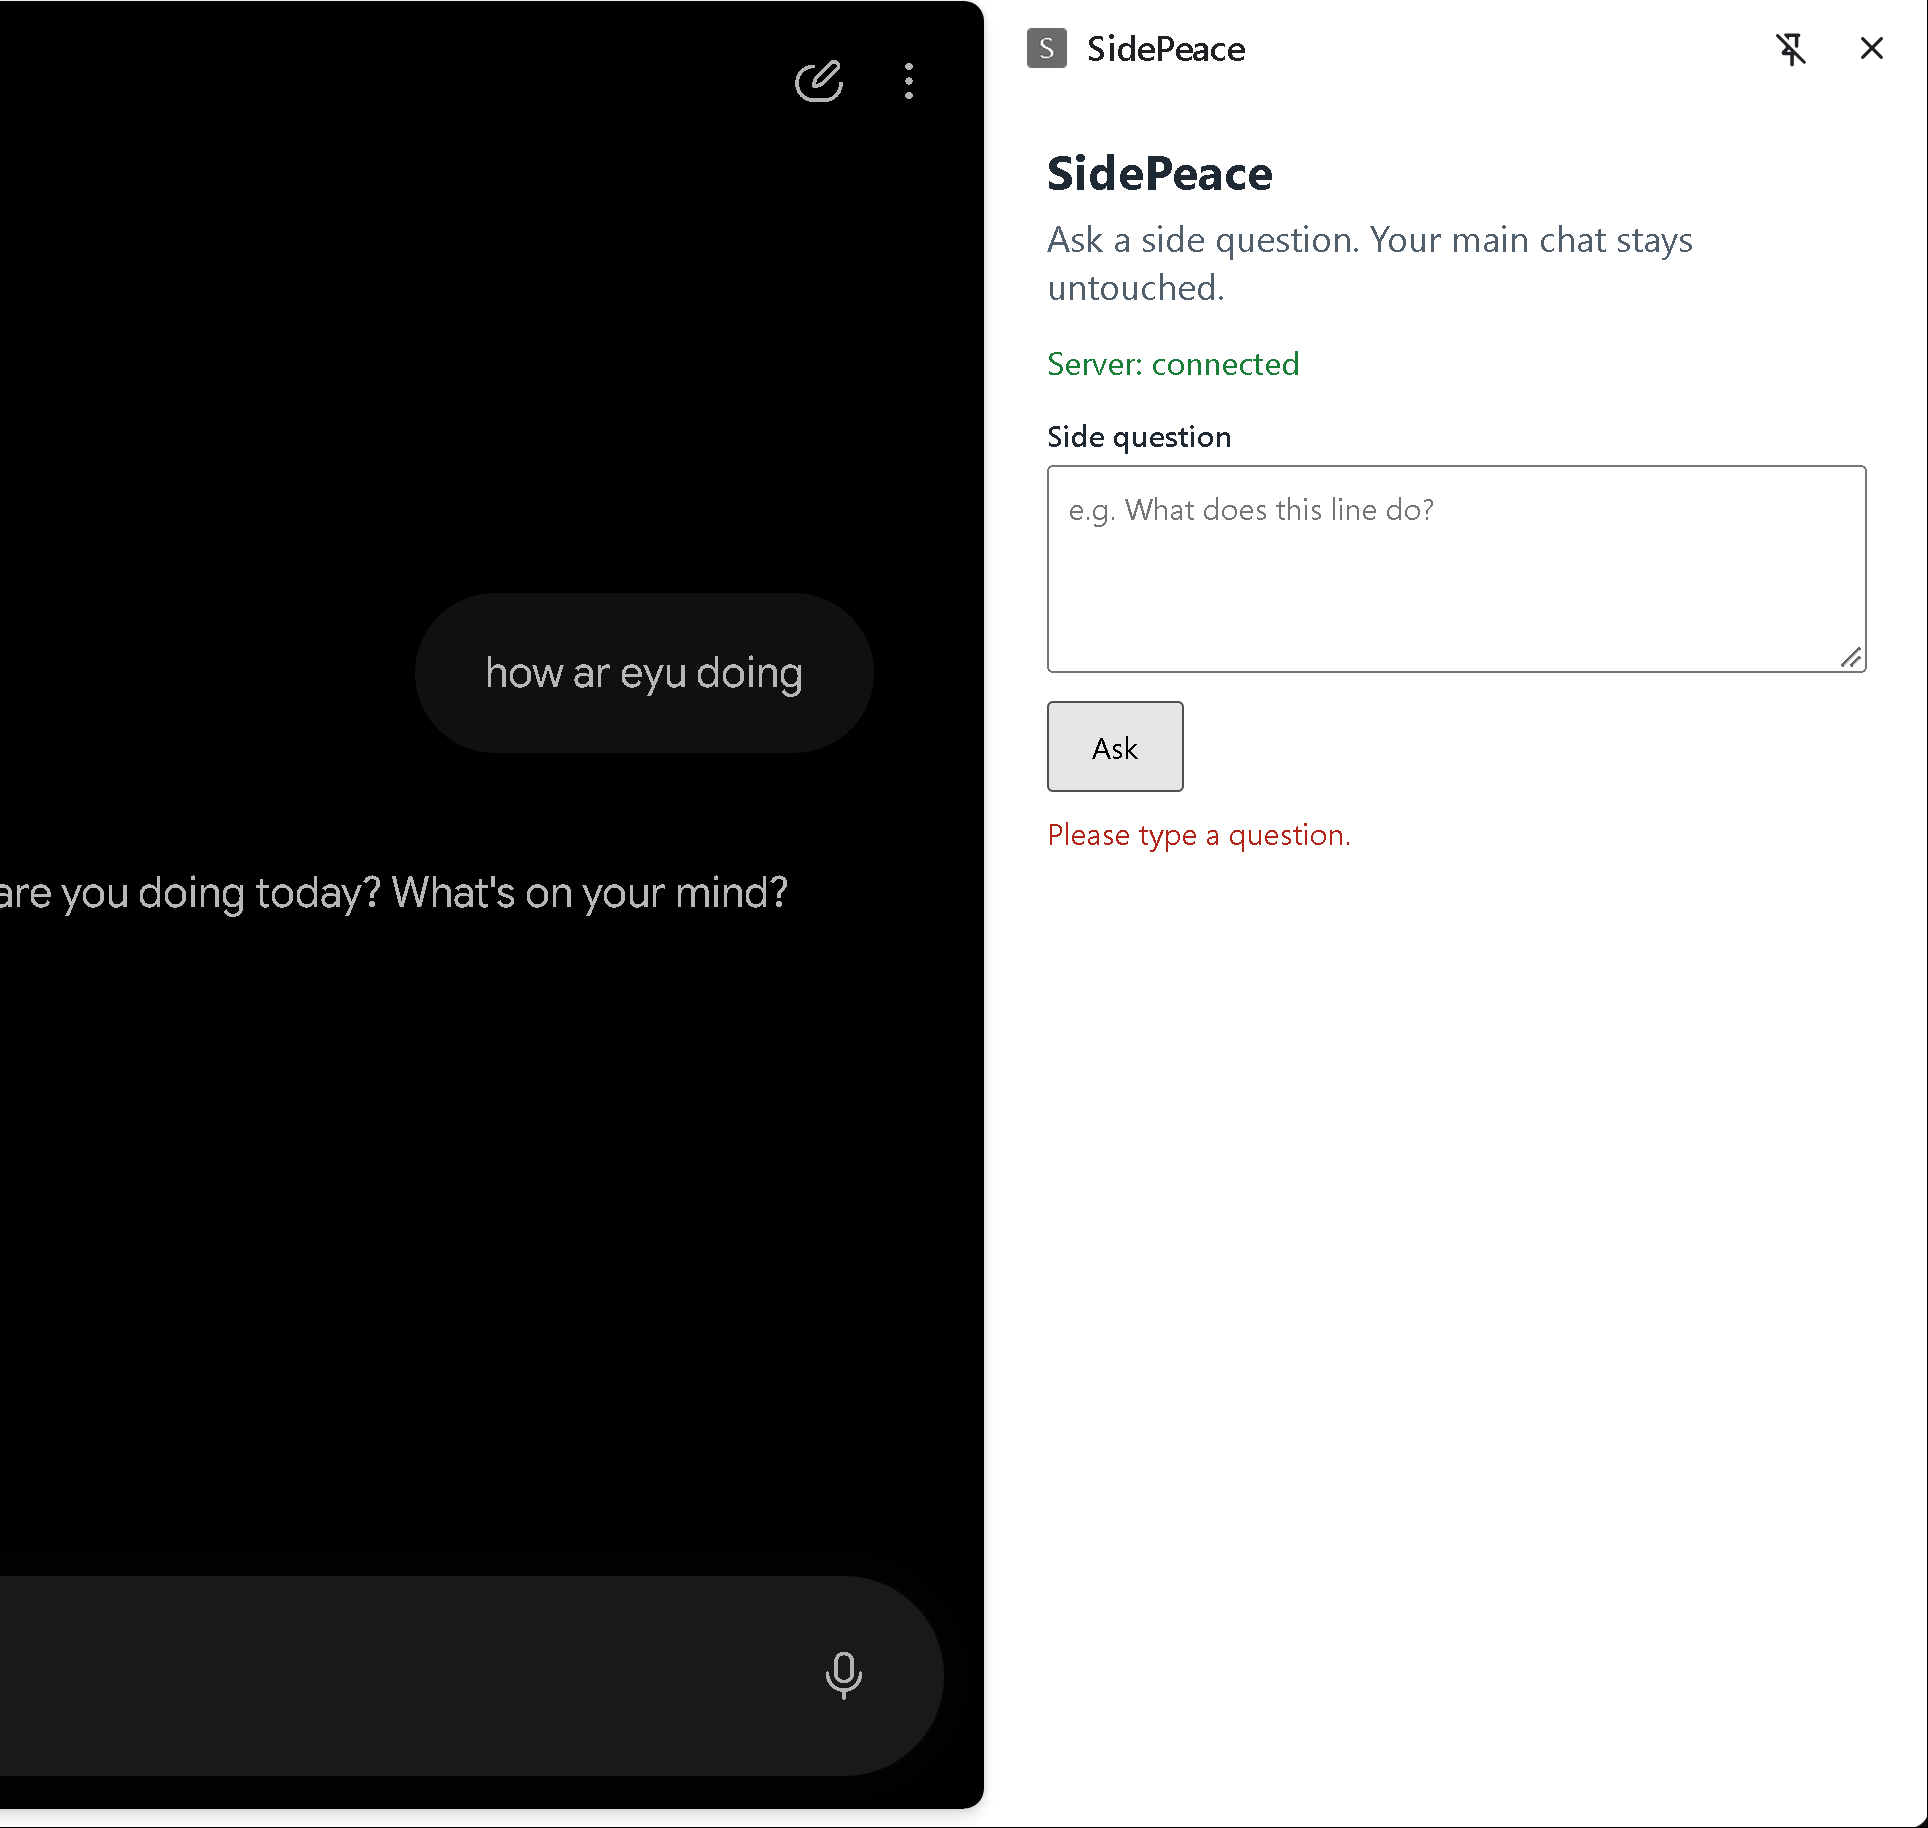 how ar eyu doing
are you doing today? What's on your mind?
S SidePeace
SidePeace
Ask a side question. Your main chat stays
untouched.
Server: connected
Side question
e.g. What does this line do?
Ask
Please type a question.